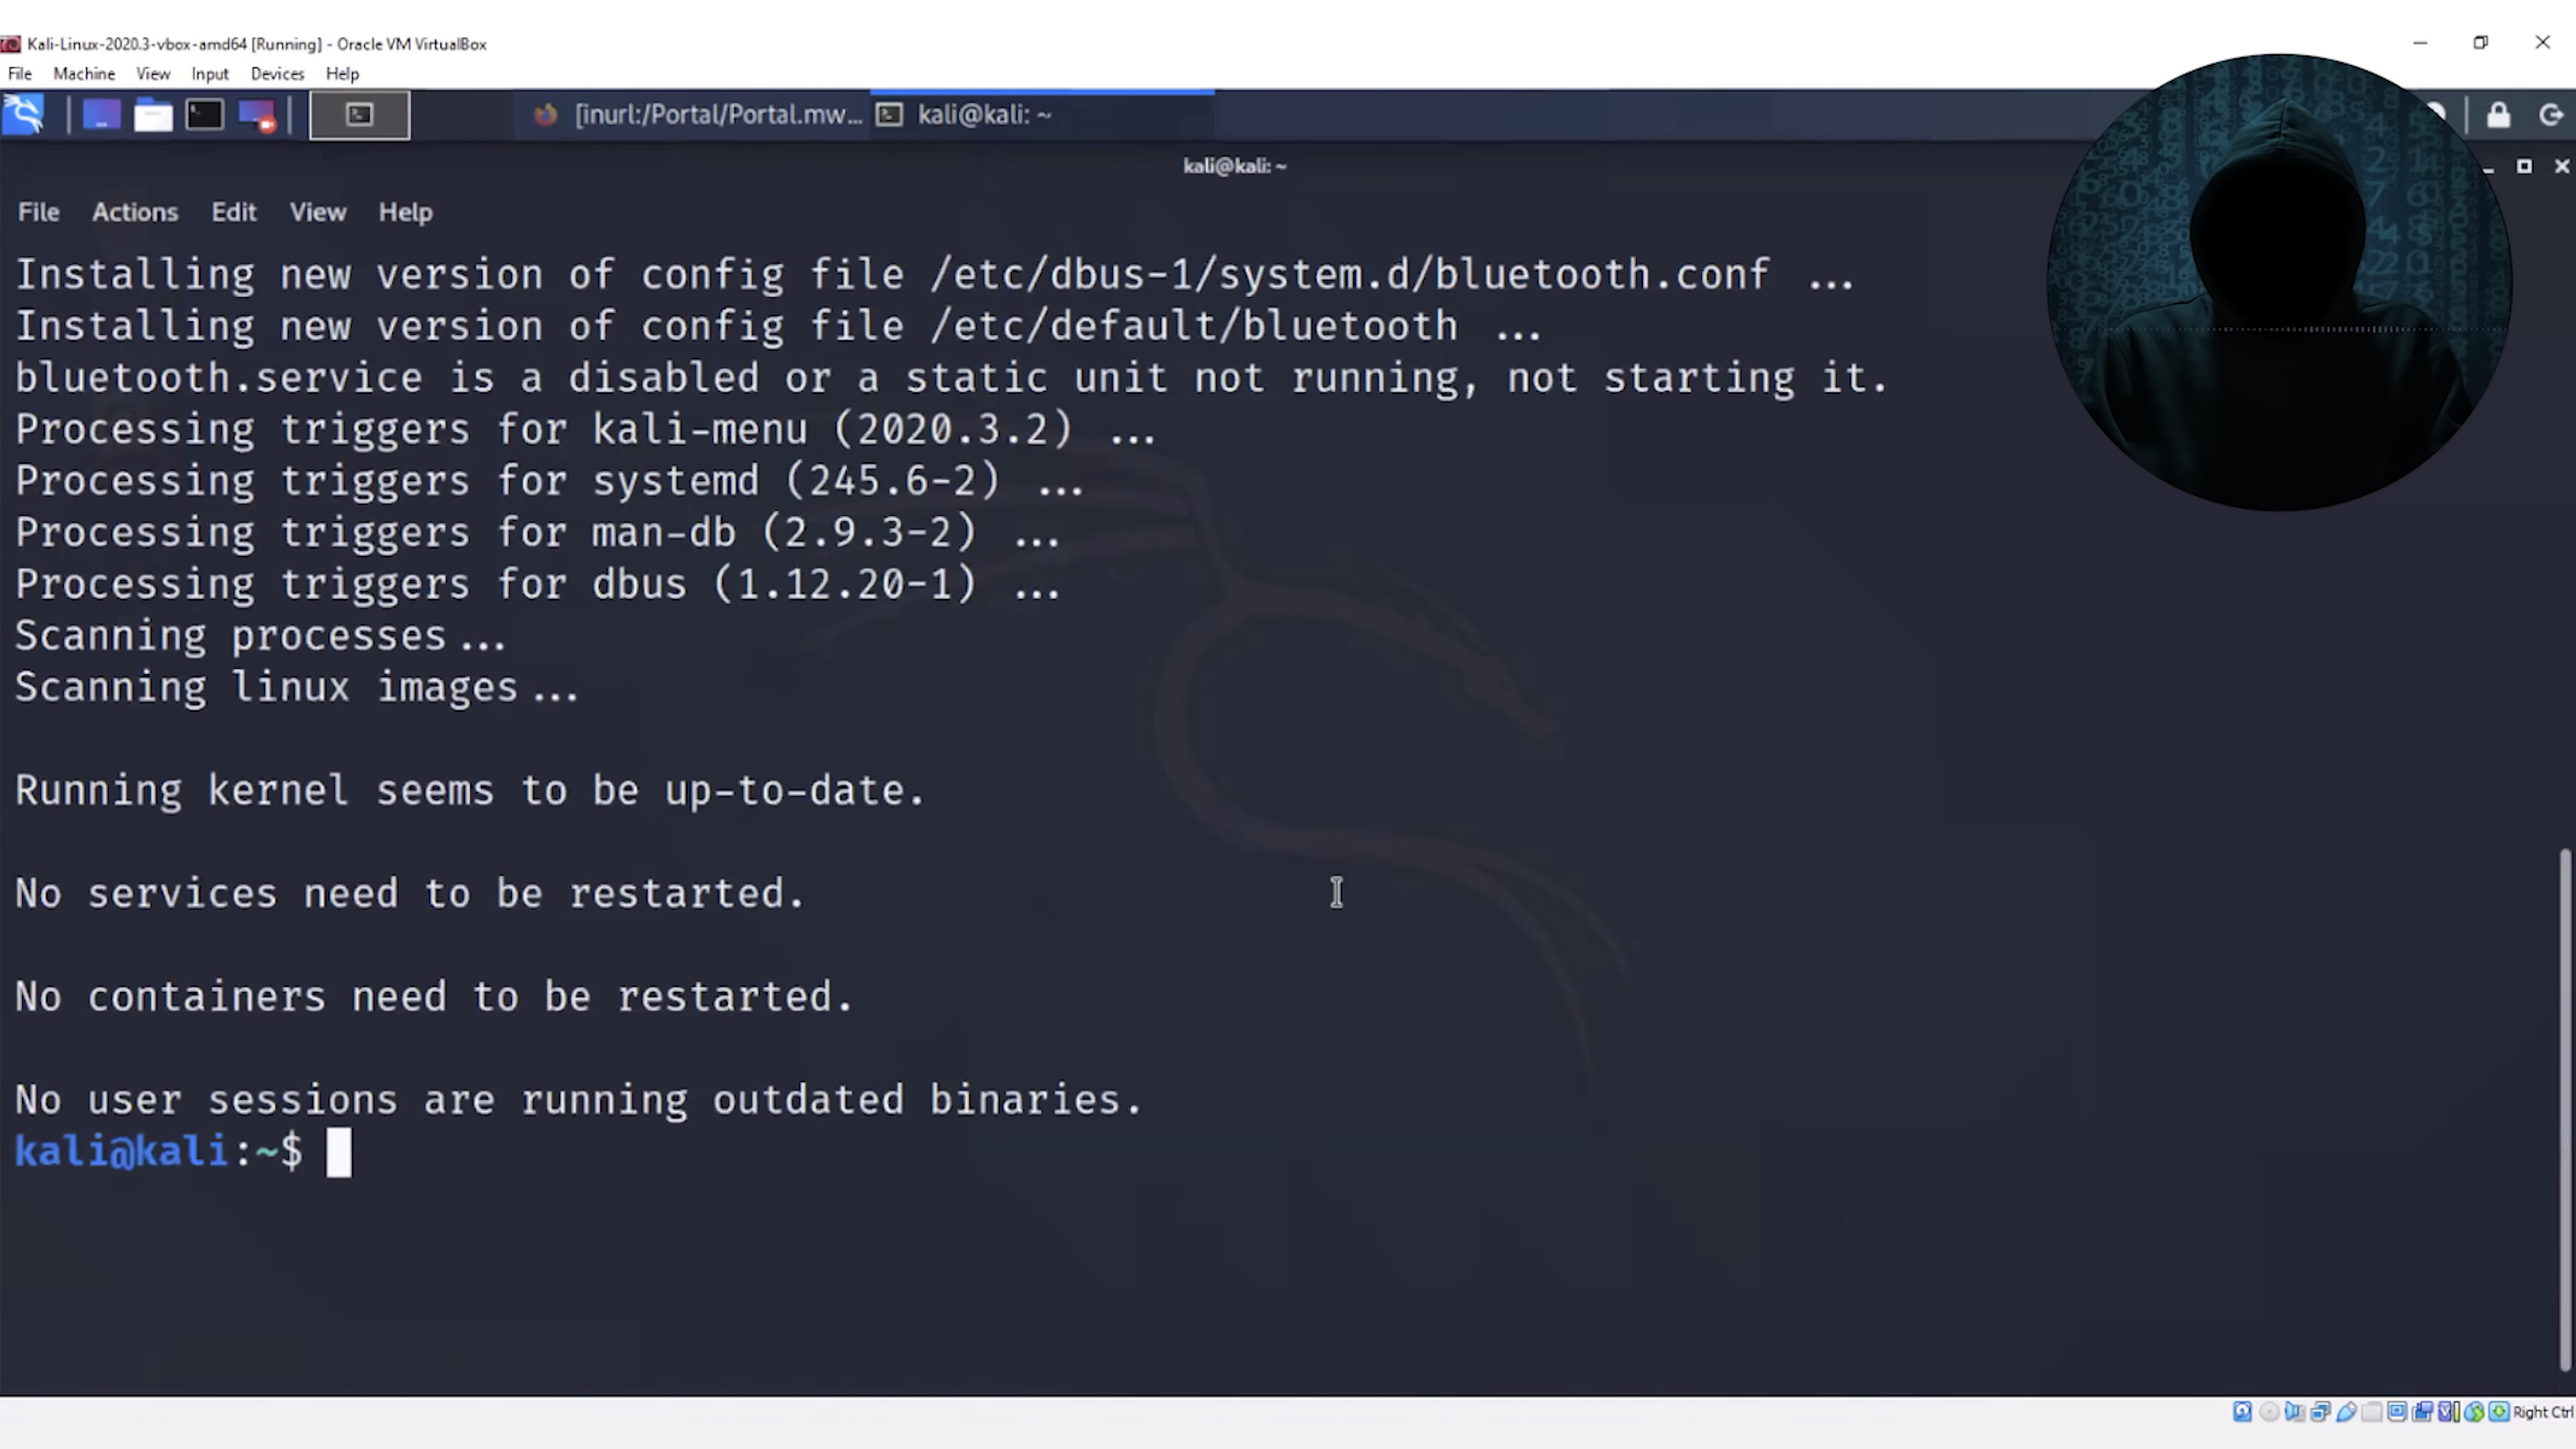 Kali-Linux-2020.3-vbox-amd64 [Running] - Oracle VM VirtualBox
File Machine View Input Devices Help
[inurl:/Portal/Portal.mw... kali@kali: ~
kali@kali: ~
File Actions Edit View Help
Installing new version of config file /etc/dbus-1/system.d/bluetooth.conf ...
Installing new version of config file /etc/default/bluetooth ...
bluetooth.service is a disabled or a static unit not running, not starting it.
Processing triggers for kali-menu (2020.3.2) ...
Processing triggers for systemd (245.6-2) ...
Processing triggers for man-db (2.9.3-2) ...
Processing triggers for dbus (1.12.20-1) ...
Scanning processes...
Scanning linux images...
Running kernel seems to be up-to-date.
No services need to be restarted.
No containers need to be restarted.
No user sessions are running outdated binaries.
kali@kali:~$
Right Ctrl